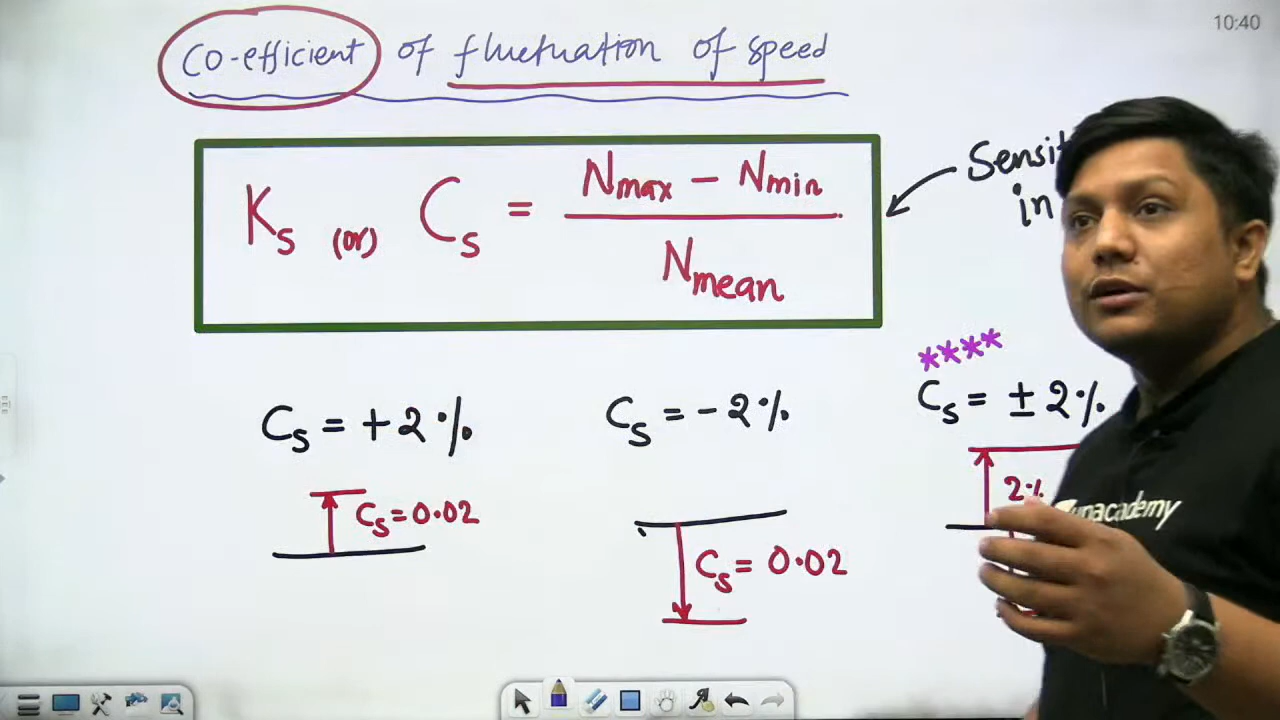 10:40
Co-efficient of fluctuation of speed
Ks (or) Cs = Nmax - Nmin / Nmean
in
****
Cs = +2%
Cs = -2%
Cs = ± 2%
Cs = 0.02
2%
Cs = 0.02
unacademy